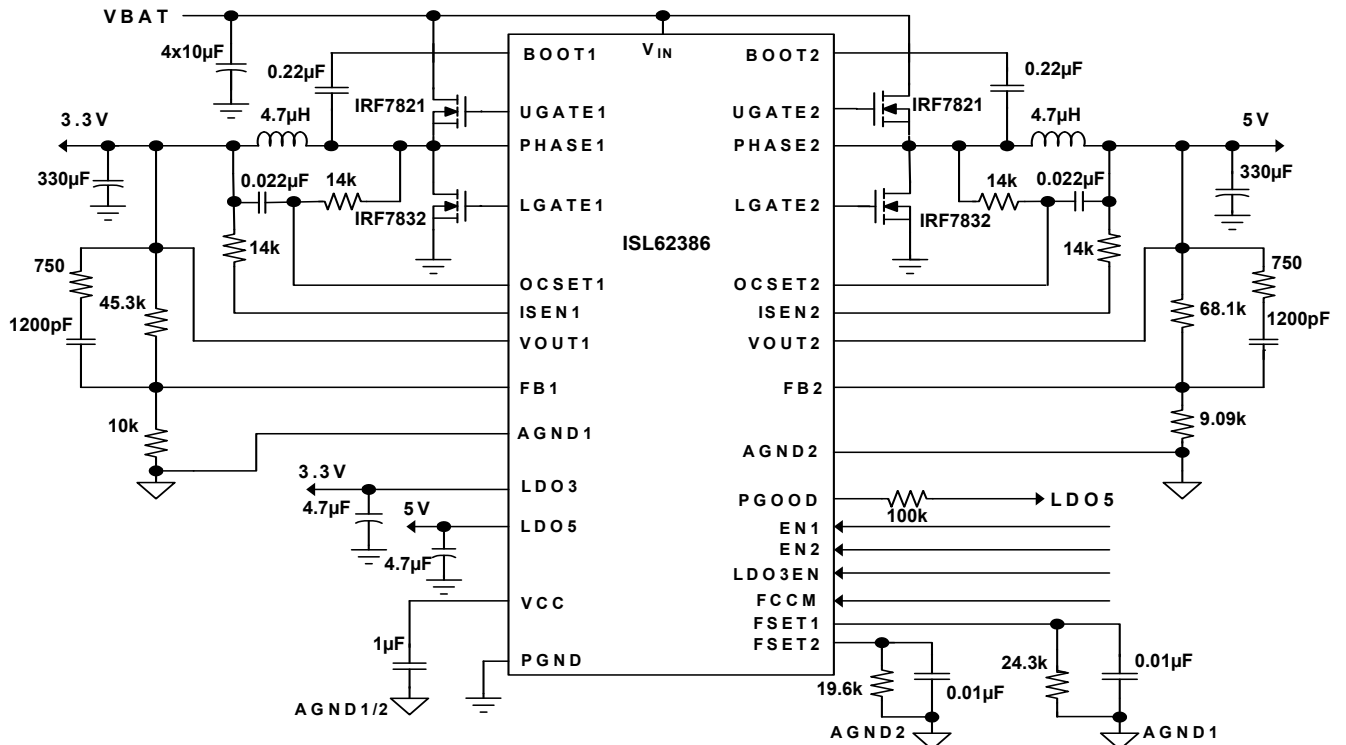 VBAT
4x10µF
0.22µF
IRF7821
4.7µH
3.3V
330µF
0.022µF
14k
IRF7832
14k
750
45.3k
1200pF
10k
3.3V
4.7µF
5V
4.7µF
1µF
AGND1/2
VIN
ISL62386
BOOT1
UGATE1
PHASE1
LGATE1
OCSET1
ISEN1
VOUT1
FB1
AGND1
LDO3
LDO5
VCC
PGND
BOOT2
UGATE2
PHASE2
LGATE2
OCSET2
ISEN2
VOUT2
FB2
AGND2
PGOOD
EN1
EN2
LDO3EN
FCCM
FSET1
FSET2
0.22µF
IRF7821
4.7µH
5V
330µF
14k
0.022µF
IRF7832
14k
750
68.1k
1200pF
9.09k
100k
LDO5
19.6k
0.01µF
AGND2
24.3k
0.01µF
AGND1